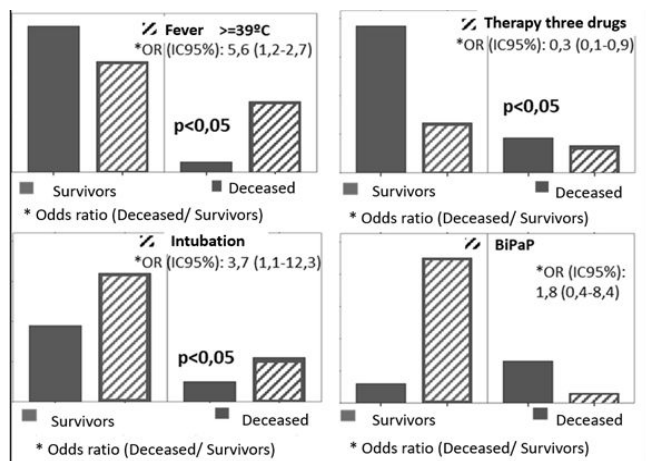 Fever >=39ºC
*OR (IC95%): 5,6 (1,2-2,7)
p<0,05
Survivors
Deceased
* Odds ratio (Deceased/ Survivors)
Therapy three drugs
*OR (IC95%): 0,3 (0,1-0,9)
p<0,05
Survivors
Deceased
* Odds ratio (Deceased/ Survivors)
Intubation
*OR (IC95%): 3,7 (1,1-12,3)
p<0,05
Survivors
Deceased
* Odds ratio (Deceased/ Survivors)
BiPaP
*OR (IC95%):
1,8 (0,4-8,4)
Survivors
Deceased
* Odds ratio (Deceased/ Survivors)